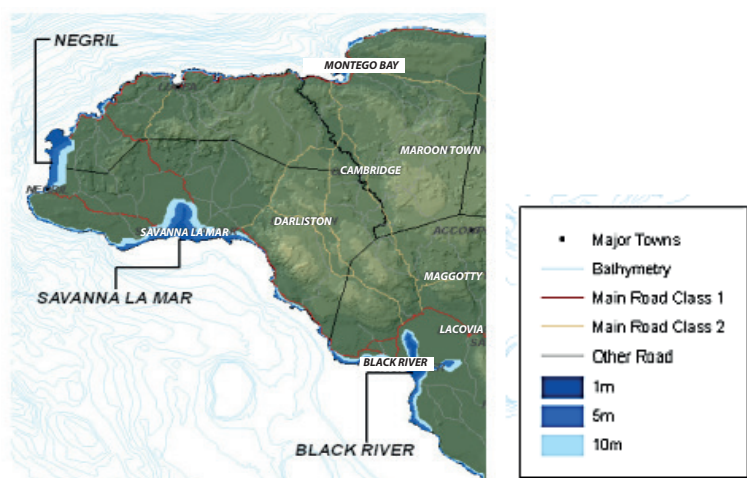 NEGRIL
MONTEGO BAY
MAROON TOWN
CAMBRIDGE
DARLISTON
SAVANNA LA MAR
MAGGOTTY
SAVANNA LA MAR
LACOVIA
BLACK RIVER
BLACK RIVER
Major Towns
Bathymetry
Main Road Class 1
Main Road Class 2
Other Road
1m
5m
10m